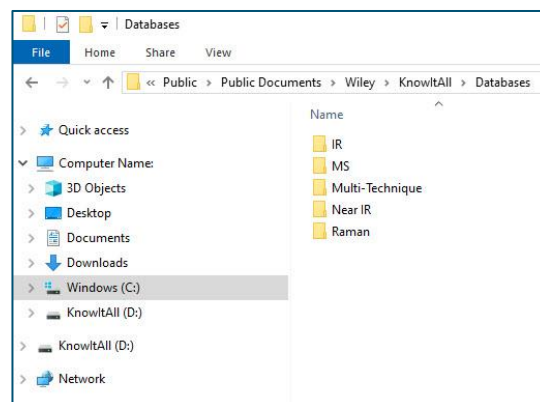 Databases
File Home Share View
« Public > Public Documents > Wiley > KnowItAll > Databases
Name
Quick access
Computer Name:
3D Objects
Desktop
Documents
Downloads
Windows (C:)
KnowItAll (D:)
KnowItAll (D:)
Network
IR
MS
Multi-Technique
Near IR
Raman